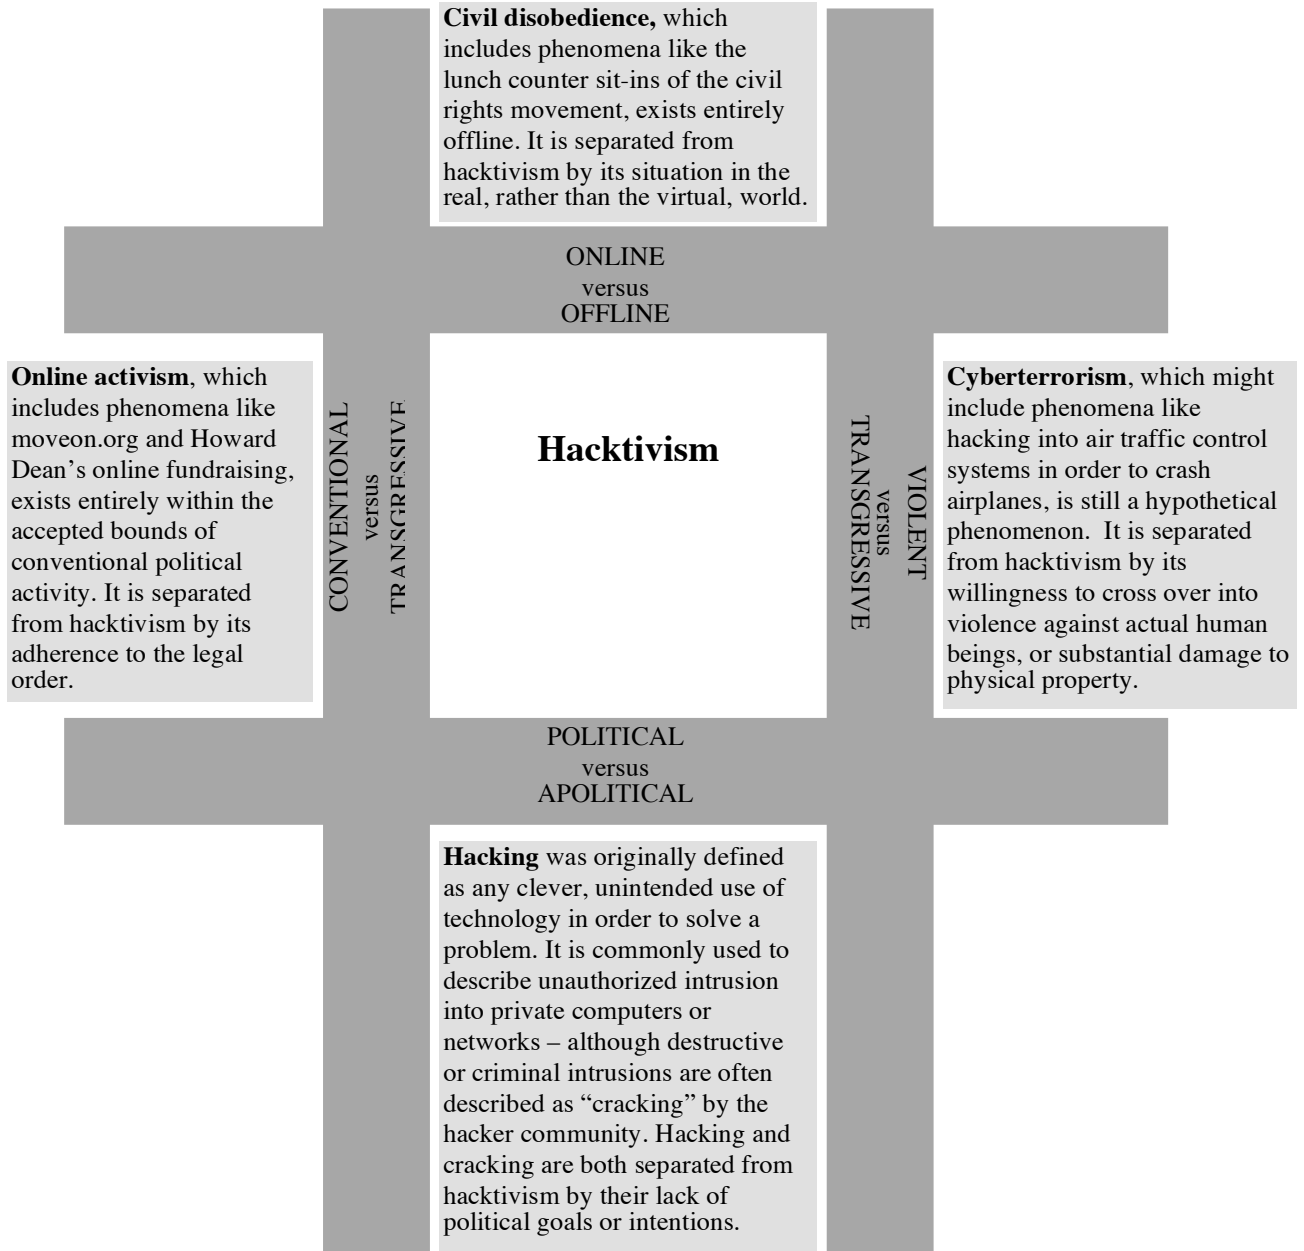 Civil disobedience, which
includes phenomena like the
lunch counter sit-ins of the civil
rights movement, exists entirely
offline. It is separated from
hacktivism by its situation in the
real, rather than the virtual, world.
ONLINE
versus
OFFLINE
Online activism, which
includes phenomena like
moveon.org and Howard
Dean’s online fundraising,
exists entirely within the
accepted bounds of
conventional political
activity. It is separated
from hacktivism by its
adherence to the legal
order.
CONVENTIONAL
versus
TRANSGRESSIVE
Hacktivism
VIOLENT
versus
TRANSGRESSIVE
Cyberterrorism, which might
include phenomena like
hacking into air traffic control
systems in order to crash
airplanes, is still a hypothetical
phenomenon.  It is separated
from hacktivism by its
willingness to cross over into
violence against actual human
beings, or substantial damage to
physical property.
POLITICAL
versus
APOLITICAL
Hacking was originally defined
as any clever, unintended use of
technology in order to solve a
problem. It is commonly used to
describe unauthorized intrusion
into private computers or
networks – although destructive
or criminal intrusions are often
described as “cracking” by the
hacker community. Hacking and
cracking are both separated from
hacktivism by their lack of
political goals or intentions.